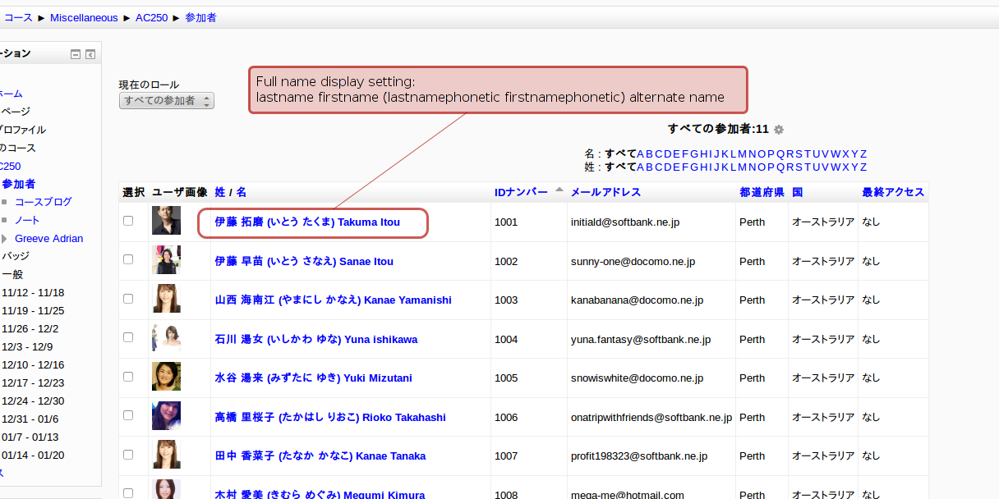 コース ► Miscellaneous ► AC250 ► 参加者
ーション
ホーム
ページ
プロファイル
のコース
C250
参加者
コースブログ
ノート
Greeve Adrian
バッジ
一般
11/12 - 11/18
11/19 - 11/25
11/26 - 12/2
12/3 - 12/9
12/10 - 12/16
12/17 - 12/23
12/24 - 12/30
12/31 - 01/6
01/7 - 01/13
01/14 - 01/20
ス
現在のロール
すべての参加者
Full name display setting:
lastname firstname (lastnamephonetic firstnamephonetic) alternate name
すべての参加者:11
名 : すべて A B C D E F G H I J K L M N O P Q R S T U V W X Y Z
姓 : すべて A B C D E F G H I J K L M N O P Q R S T U V W X Y Z
選択 ユーザ画像 姓 / 名 IDナンバー メールアドレス 都道府県 国 最終アクセス
伊藤 拓磨 (いとう たくま) Takuma Itou 1001 initiald@softbank.ne.jp Perth オーストラリア なし
伊藤 早苗 (いとう さなえ) Sanae Itou 1002 sunny-one@docomo.ne.jp Perth オーストラリア なし
山西 海南江 (やまにし かなえ) Kanae Yamanishi 1003 kanabanana@docomo.ne.jp Perth オーストラリア なし
石川 湯女 (いしかわ ゆな) Yuna ishikawa 1004 yuna.fantasy@softbank.ne.jp Perth オーストラリア なし
水谷 湯来 (みずたに ゆき) Yuki Mizutani 1005 snowiswhite@docomo.ne.jp Perth オーストラリア なし
高橋 里桜子 (たかはし りおこ) Rioko Takahashi 1006 onatripwithfriends@softbank.ne.jp Perth オーストラリア なし
田中 香菜子 (たなか かなこ) Kanae Tanaka 1007 profit198323@softbank.ne.jp Perth オーストラリア なし
木村 愛美 (きむら めぐみ) Megumi Kimura 1008 mega-me@hotmail.com Perth オーストラリア なし